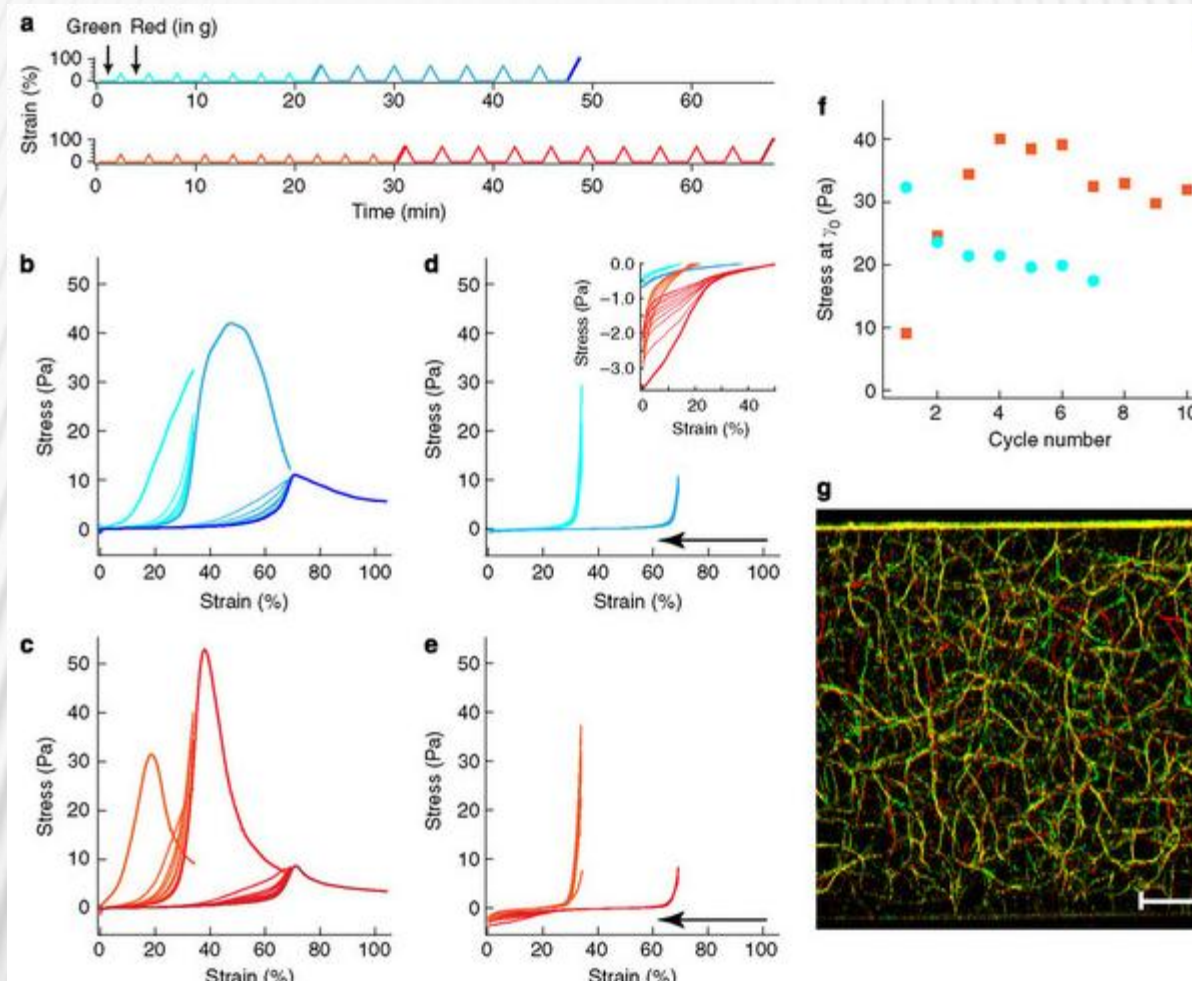 a
Green Red (in g)
Strain (%)
100
0
0 10 20 30 40 50 60
100
0
0 10 20 30 40 50 60
Time (min)
b
Stress (Pa)
50
40
30
20
10
0
0 20 40 60 80 100
Strain (%)
d
Stress (Pa)
50
40
30
20
10
0
0 20 40 60 80 100
Strain (%)
Stress (Pa)
0.0
−1.0
−2.0
−3.0
0 20 40
Strain (%)
c
Stress (Pa)
50
40
30
20
10
0
0 20 40 60 80 100
Strain (%)
e
Stress (Pa)
50
40
30
20
10
0
0 20 40 60 80 100
Strain (%)
f
Stress at γ0 (Pa)
40
30
20
10
0
2 4 6 8 10
Cycle number
g